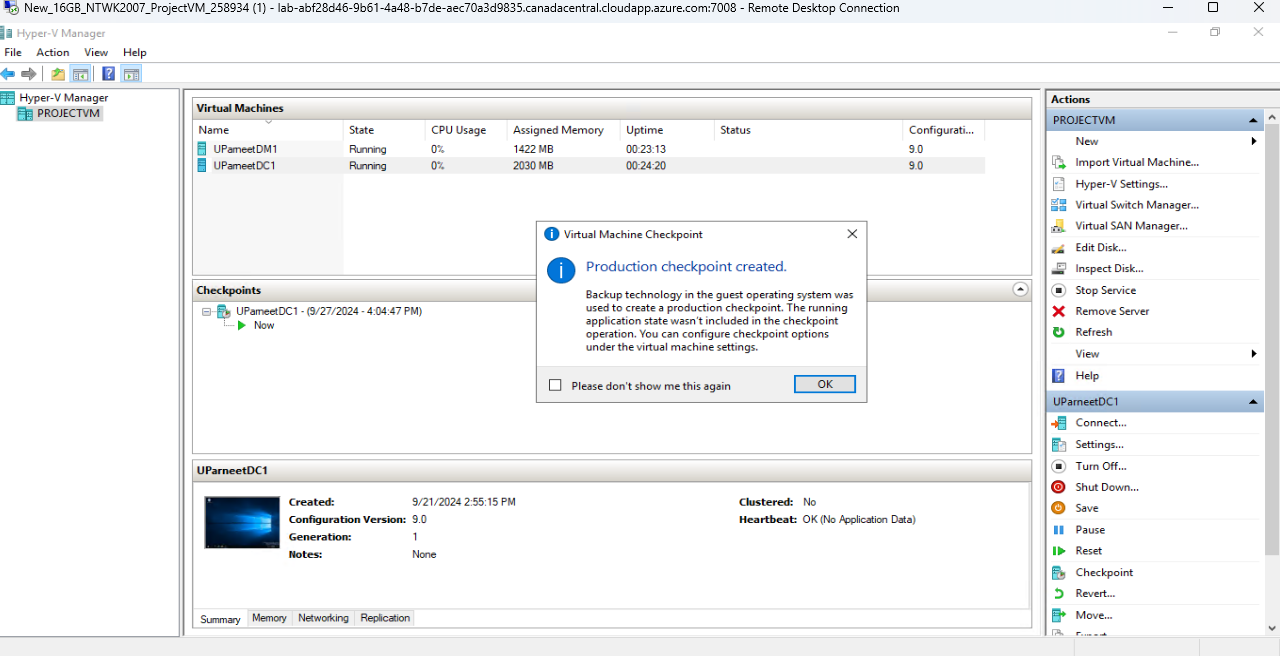 New_16GB_NTWK2007_ProjectVM_258934 (1) - lab-abf28d46-9b61-4a48-b7de-aec70a3d9835.canadacentral.cloudapp.azure.com:7008 - Remote Desktop Connection
Hyper-V Manager
File Action View Help
Hyper-V Manager
PROJECTVM
Virtual Machines
Name State CPU Usage Assigned Memory Uptime Status Configurati...
UParneetDM1 Running 0% 1422 MB 00:23:13 9.0
UParneetDC1 Running 0% 2030 MB 00:24:20 9.0
Checkpoints
UParneetDC1 - (9/27/2024 - 4:04:47 PM)
Now
Virtual Machine Checkpoint
Production checkpoint created.
Backup technology in the guest operating system was
used to create a production checkpoint. The running
application state wasn't included in the checkpoint
operation. You can configure checkpoint options
under the virtual machine settings.
Please don't show me this again
OK
UParneetDC1
Created: 9/21/2024 2:55:15 PM Clustered: No
Configuration Version: 9.0 Heartbeat: OK (No Application Data)
Generation: 1
Notes: None
Summary Memory Networking Replication
Actions
PROJECTVM
New
Import Virtual Machine...
Hyper-V Settings...
Virtual Switch Manager...
Virtual SAN Manager...
Edit Disk...
Inspect Disk...
Stop Service
Remove Server
Refresh
View
Help
UParneetDC1
Connect...
Settings...
Turn Off...
Shut Down...
Save
Pause
Reset
Checkpoint
Revert...
Move...